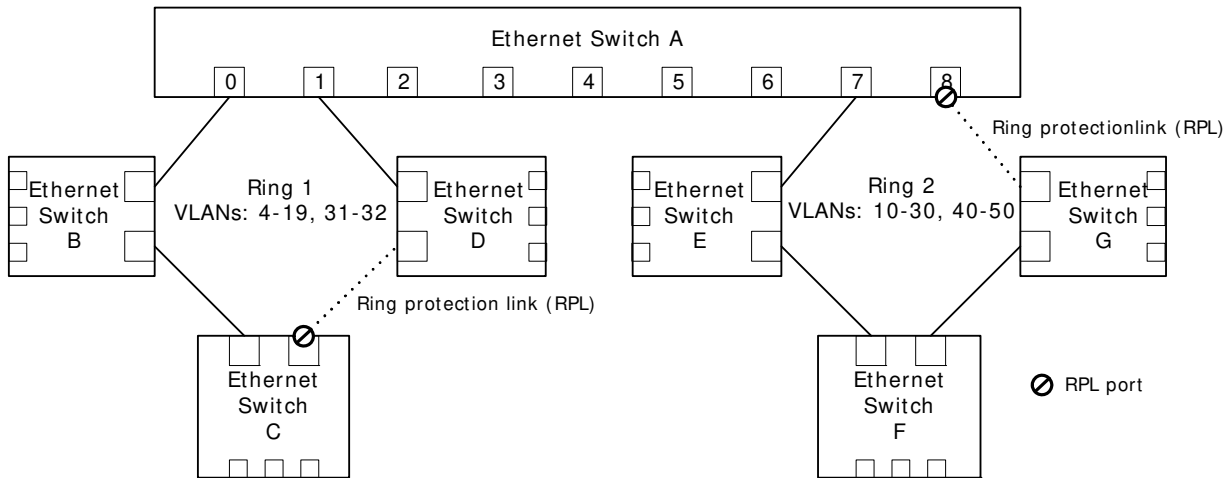 Ethernet Switch A
0 1 2 3 4 5 6 7 8
Ring protectionlink (RPL)
Ethernet
Switch
B
Ring 1
VLANs: 4-19, 31-32
Ethernet
Switch
D
Ethernet
Switch
E
Ring 2
VLANs: 10-30, 40-50
Ethernet
Switch
G
Ring protection link (RPL)
Ethernet
Switch
C
Ethernet
Switch
F
RPL port